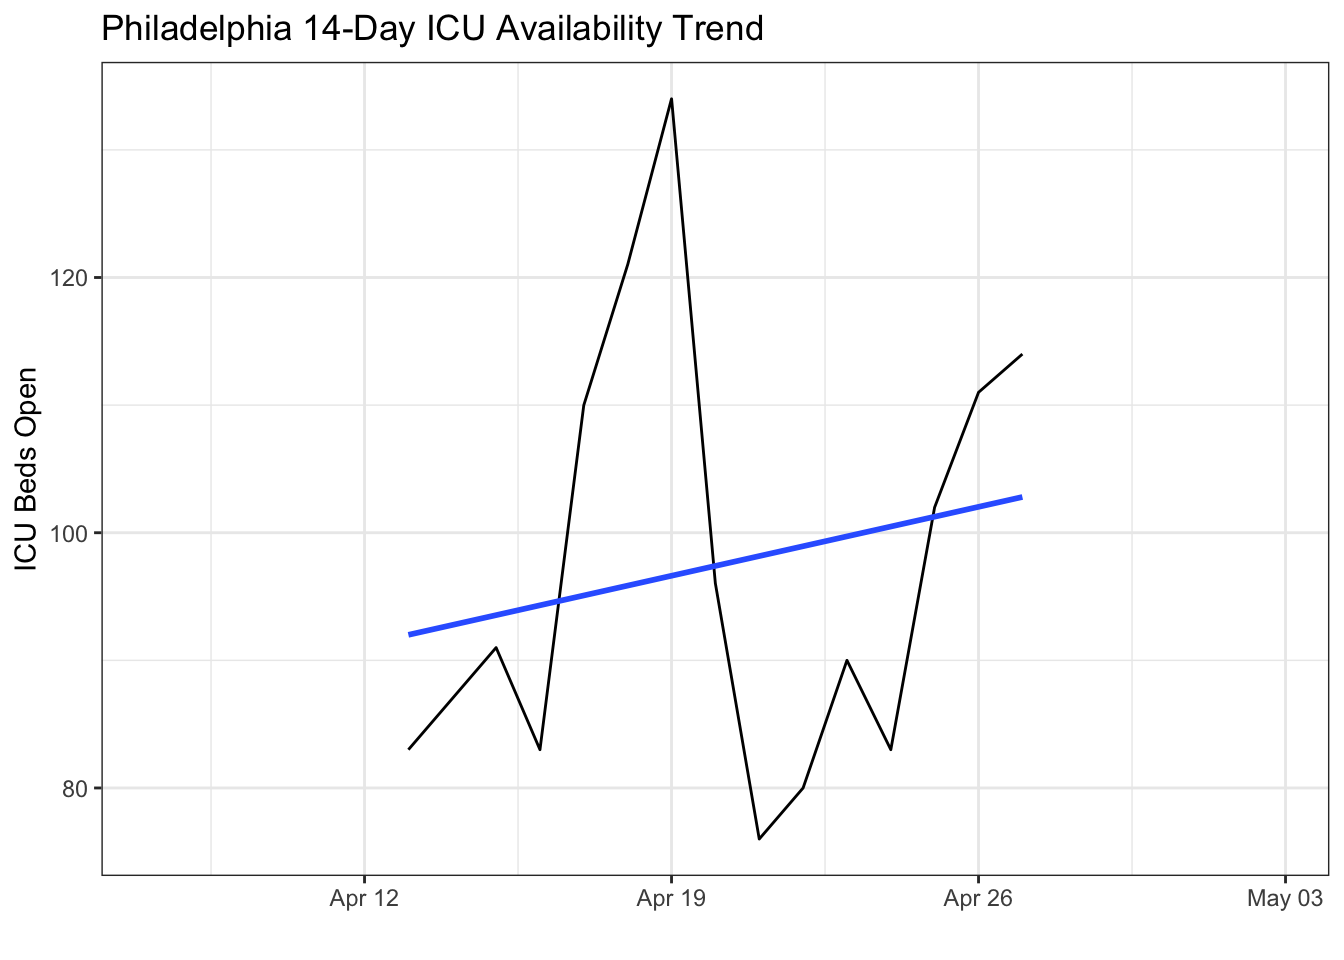 Philadelphia 14-Day ICU Availability Trend
ICU Beds Open
120
100
80
Apr 12
Apr 19
Apr 26
May 03